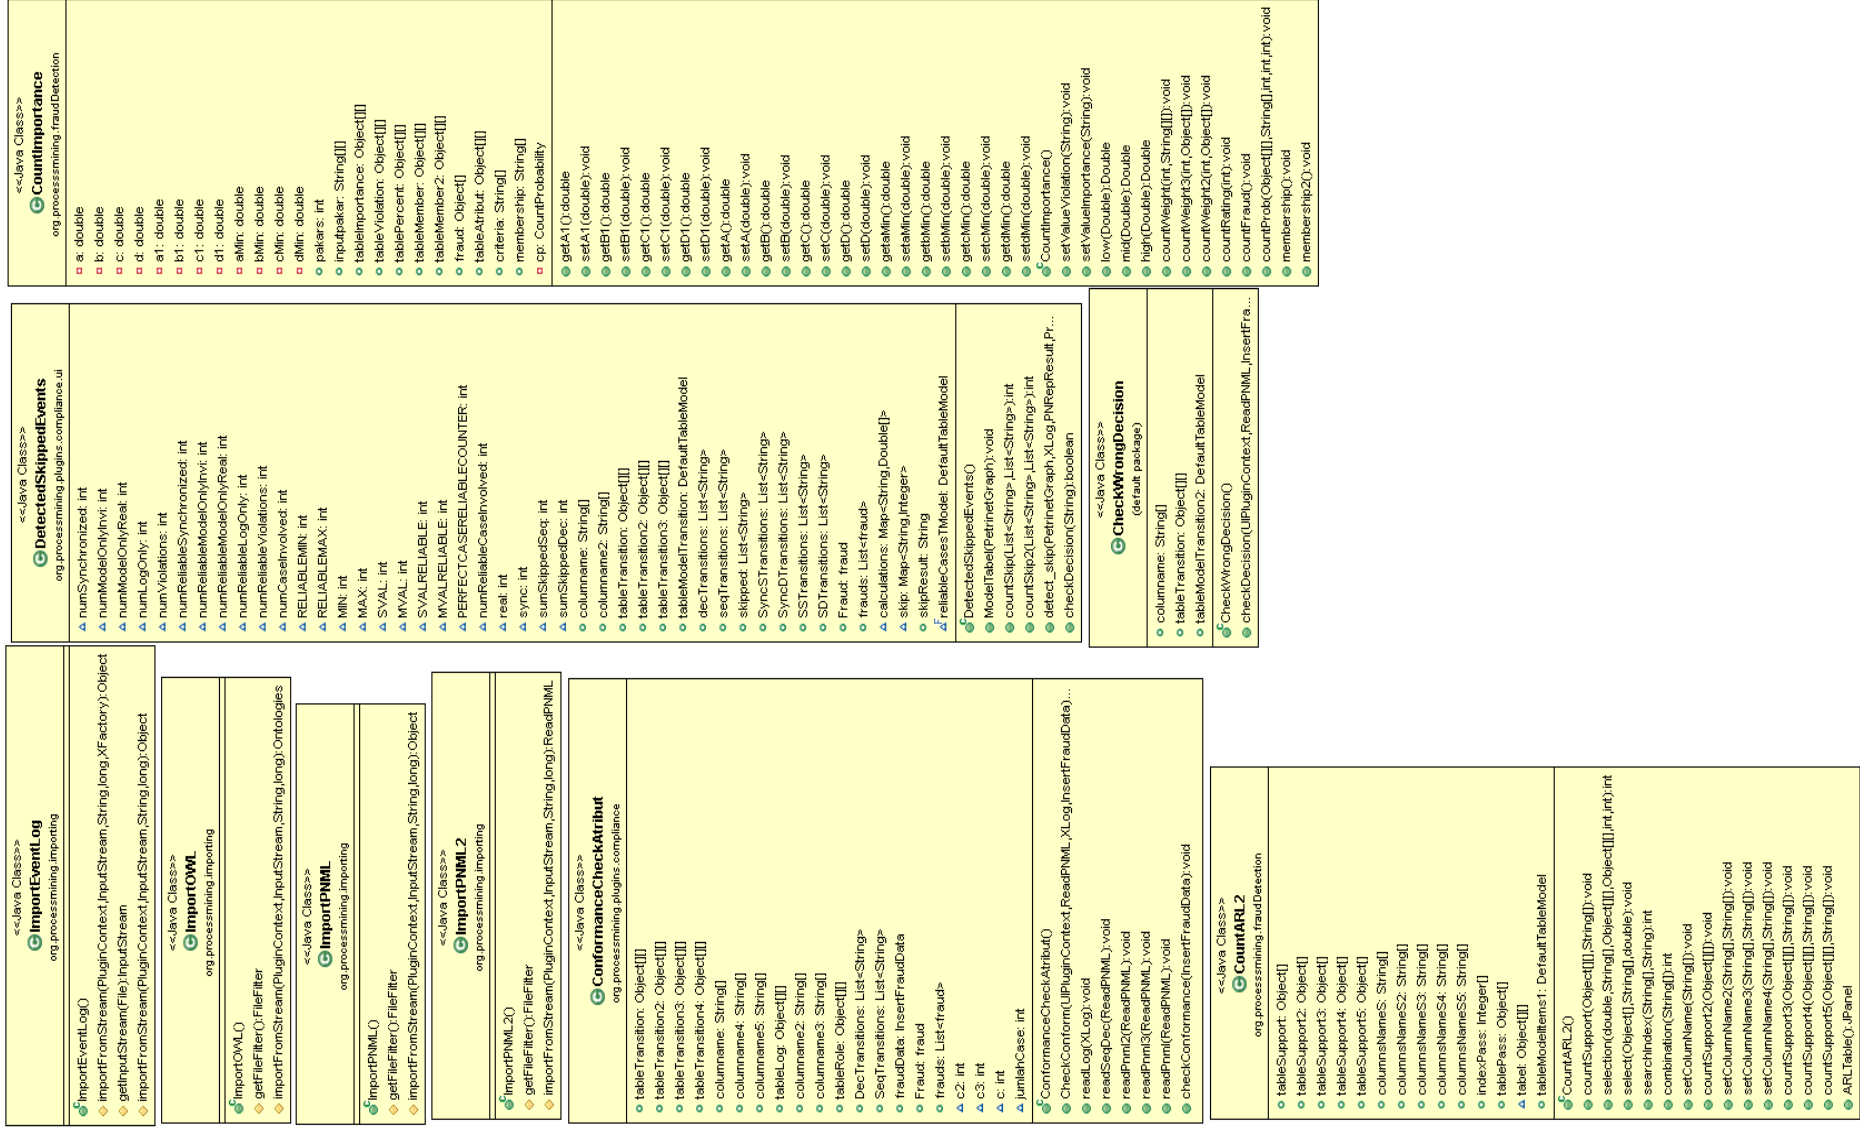 <<Java Class>>
ImportEventLog
org.processmining.importing
ImportEventLog()
importFromStream(PluginContext,InputStream,String,long,XFactory):Object
getInputStream(File):InputStream
importFromStream(PluginContext,InputStream,String,long):Object
<<Java Class>>
ImportOWL
org.processmining.importing
ImportOWL()
getFileFilter():FileFilter
importFromStream(PluginContext,InputStream,String,long):Ontologies
<<Java Class>>
ImportPNML
org.processmining.importing
ImportPNML()
getFileFilter():FileFilter
importFromStream(PluginContext,InputStream,String,long):Object
<<Java Class>>
ImportPNML2
org.processmining.importing
ImportPNML2()
getFileFilter():FileFilter
importFromStream(PluginContext,InputStream,String,long):ReadPNML
<<Java Class>>
ConformanceCheckAtribut
org.processmining.plugins.compliance
tableTransition: Object[][]
tableTransition2: Object[][]
tableTransition3: Object[][]
tableTransition4: Object[][]
columname: String[]
columname4: String[]
columname5: String[]
tableLog: Object[][]
columname2: String[]
columname3: String[]
tableRole: Object[][]
DecTransitions: List<String>
SeqTransitions: List<String>
fraudData: InsertFraudData
Fraud: fraud
frauds: List<fraud>
c2: int
c3: int
c: int
jumlahCase: int
ConformanceCheckAtribut()
CheckConform(UIPluginContext,ReadPNML,XLog,InsertFraudData)...
readLog(XLog):void
readSeqDec(ReadPNML):void
readPnml2(ReadPNML):void
readPnml3(ReadPNML):void
readPnml(ReadPNML):void
checkConformance(InsertFraudData):void
<<Java Class>>
CountARL2
org.processmining.fraudDetection
tableSupport: Object[]
tableSupport2: Object[]
tableSupport3: Object[]
tableSupport4: Object[]
tableSupport5: Object[]
columnsNameS: String[]
columnsNameS2: String[]
columnsNameS3: String[]
columnsNameS4: String[]
columnsNameS5: String[]
indexPass: Integer[]
tablePass: Object[]
tabel: Object[][]
tableModelItems1: DefaultTableModel
CountARL2()
countSupport(Object[][],String[]):void
selection(double,String[],Object[][],Object[][],int,int):int
select(Object[],String[],double):void
searchIndex(String[],String):int
combination(String[]):int
setColumnName(String[]):void
countSupport2(Object[][]):void
setColumnName2(String[],String[]):void
setColumnName3(String[],String[]):void
setColumnName4(String[],String[]):void
countSupport3(Object[][],String[]):void
countSupport4(Object[][],String[]):void
countSupport5(Object[][],String[]):void
ARLTable():JPanel
<<Java Class>>
DetectedSkippedEvents
org.processmining.plugins.compliance.ui
numSynchronized: int
numModelOnlyInvi: int
numModelOnlyReal: int
numLogOnly: int
numViolations: int
numReliableSynchronized: int
numReliableModelOnlyInvi: int
numReliableModelOnlyReal: int
numReliableLogOnly: int
numReliableViolations: int
numCaseInvolved: int
RELIABLEMIN: int
RELIABLEMAX: int
MIN: int
MAX: int
SVAL: int
MVAL: int
SVALRELIABLE: int
MVALRELIABLE: int
PERFECTCASERELIABLECOUNTER: int
numReliableCaseInvolved: int
real: int
sync: int
sumSkippedSeq: int
sumSkippedDec: int
columname: String[]
columname2: String[]
tableTransition: Object[][]
tableTransition2: Object[][]
tableTransition3: Object[][]
tableModelTransition: DefaultTableModel
decTransitions: List<String>
seqTransitions: List<String>
skipped: List<String>
SyncSTransitions: List<String>
SyncDTransitions: List<String>
SSTransitions: List<String>
SDTransitions: List<String>
Fraud: fraud
frauds: List<fraud>
calculations: Map<String,Double[]>
skip: Map<String,Integer>
skipResult: String
reliableCasesTModel: DefaultTableModel
DetectedSkippedEvents()
ModelTabel(PetrinetGraph):void
countSkip(List<String>,List<String>):int
countSkip2(List<String>,List<String>):int
detect_skip(PetrinetGraph,XLog,PNRepResult,Pr...
checkDecision(String):boolean
<<Java Class>>
CheckWrongDecision
(default package)
columname: String[]
tableTransition: Object[][]
tableModelTransition2: DefaultTableModel
CheckWrongDecision()
checkDecision(UIPluginContext,ReadPNML,InsertFra...
<<Java Class>>
CountImportance
org.processmining.fraudDetection
a: double
b: double
c: double
d: double
a1: double
b1: double
c1: double
d1: double
aMin: double
bMin: double
cMin: double
dMin: double
pakars: int
inputpakar: String[][]
tableImportance: Object[][]
tableViolation: Object[][]
tablePercent: Object[][]
tableMember: Object[][]
tableMember2: Object[][]
fraud: Object[]
tableAtribut: Object[][]
criteria: String[]
membership: String[]
cp: CountProbability
getA1():double
setA1(double):void
getB1():double
setB1(double):void
getC1():double
setC1(double):void
getD1():double
setD1(double):void
getA():double
setA(double):void
getB():double
setB(double):void
getC():double
setC(double):void
getD():double
setD(double):void
getaMin():double
setaMin(double):void
getbMin():double
setbMin(double):void
getcMin():double
setcMin(double):void
getdMin():double
setdMin(double):void
CountImportance()
setValueViolation(String):void
setValueImportance(String):void
low(Double):Double
mid(Double):Double
high(Double):Double
countWeight(int,String[][]):void
countWeight3(int,Object[]):void
countWeight2(int,Object[]):void
countRating(int):void
countFraud():void
countProb(Object[][],String[],int,int,int):void
membership():void
membership2():void